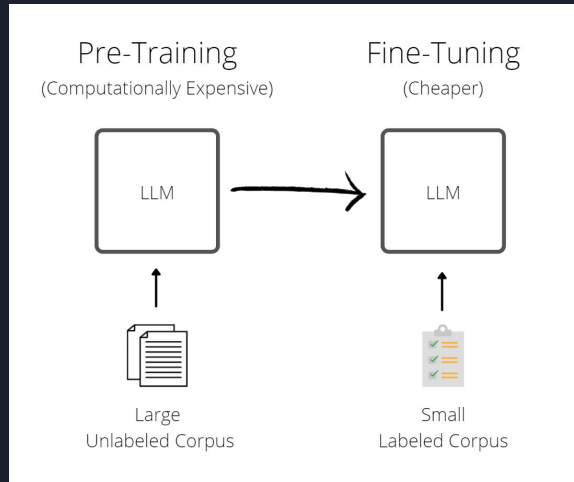 Pre-Training
(Computationally Expensive)
LLM
Large
Unlabeled Corpus
Fine-Tuning
(Cheaper)
LLM
Small
Labeled Corpus